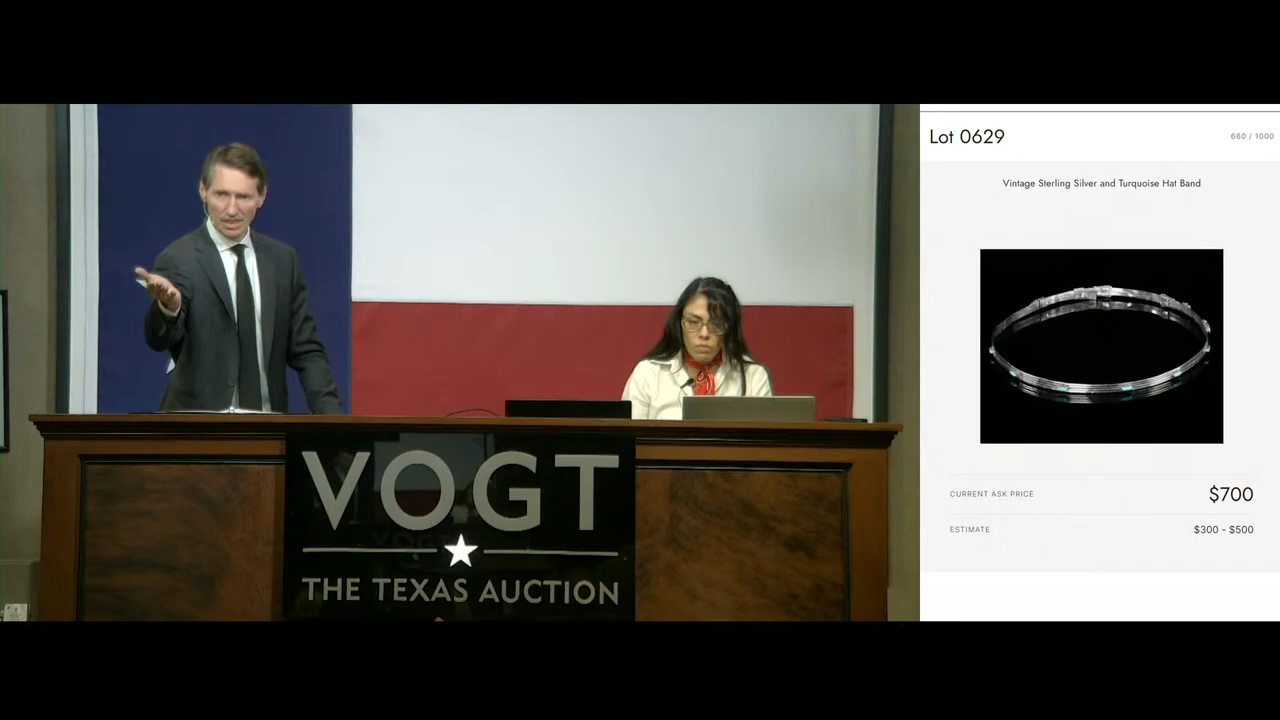 VOGT
THE TEXAS AUCTION
Lot 0629
660 / 1000
Vintage Sterling Silver and Turquoise Hat Band
CURRENT ASK PRICE
$700
ESTIMATE
$300 - $500